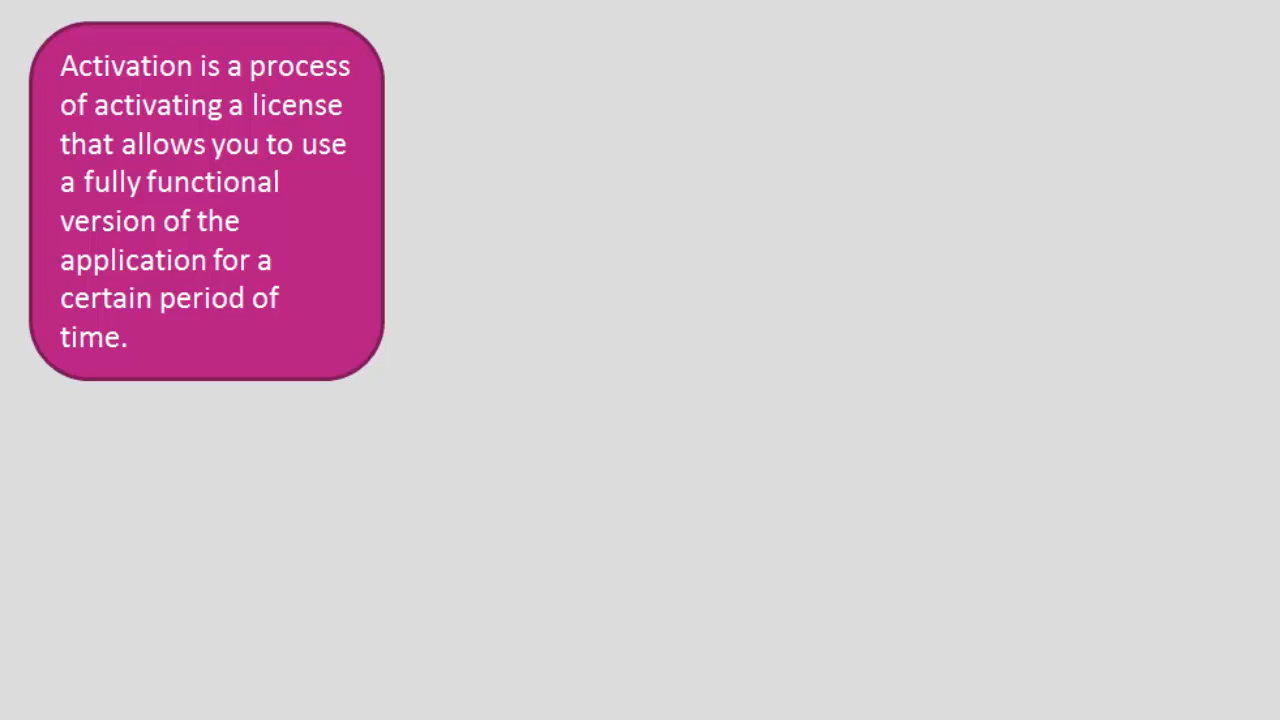 Activation is a process
of activating a license
that allows you to use
a fully functional
version of the
application for a
certain period of
time.